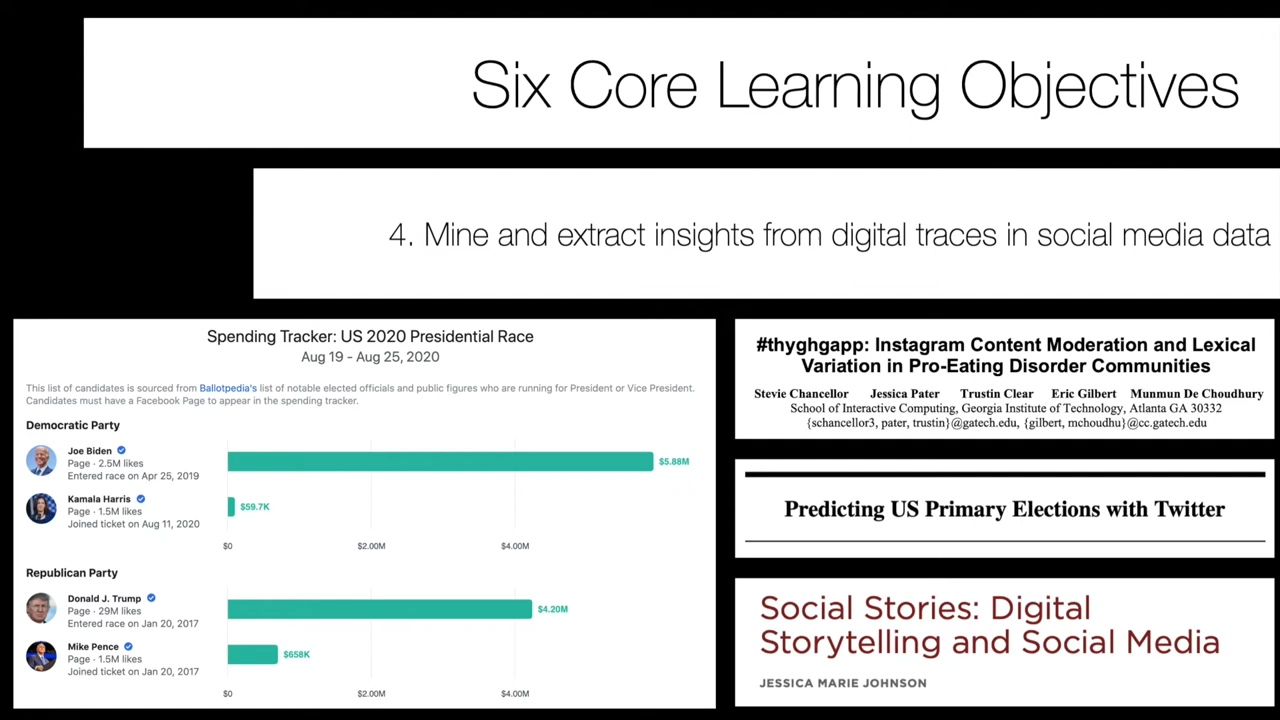 Six Core Learning Objectives
4. Mine and extract insights from digital traces in social media data
Spending Tracker: US 2020 Presidential Race
Aug 19 - Aug 25, 2020
This list of candidates is sourced from Ballotpedia's list of notable elected officials and public figures who are running for President or Vice President.
Candidates must have a Facebook Page to appear in the spending tracker.
Democratic Party
Joe Biden
Page · 2.5M likes
Entered race on Apr 25, 2019
$5.88M
Kamala Harris
Page · 1.5M likes
Joined ticket on Aug 11, 2020
$59.7K
$0 $2.00M $4.00M
Republican Party
Donald J. Trump
Page · 29M likes
Entered race on Jan 20, 2017
$4.20M
Mike Pence
Page · 1.5M likes
Joined ticket on Jan 20, 2017
$658K
$0 $2.00M $4.00M
#thyghgapp: Instagram Content Moderation and Lexical
Variation in Pro-Eating Disorder Communities
Stevie Chancellor Jessica Pater Trustin Clear Eric Gilbert Munmun De Choudhury
School of Interactive Computing, Georgia Institute of Technology, Atlanta GA 30332
{schancellor3, pater, trustin}@gatech.edu, {gilbert, mchoudhu}@cc.gatech.edu
Predicting US Primary Elections with Twitter
Social Stories: Digital
Storytelling and Social Media
JESSICA MARIE JOHNSON